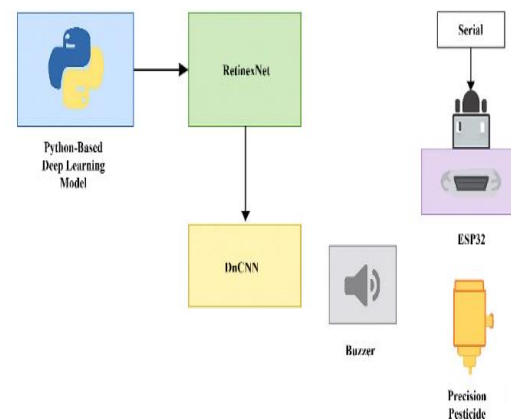 Python-Based
Deep Learning
Model
RetinexNet
DnCNN
Buzzer
Serial
ESP32
Precision
Pesticide